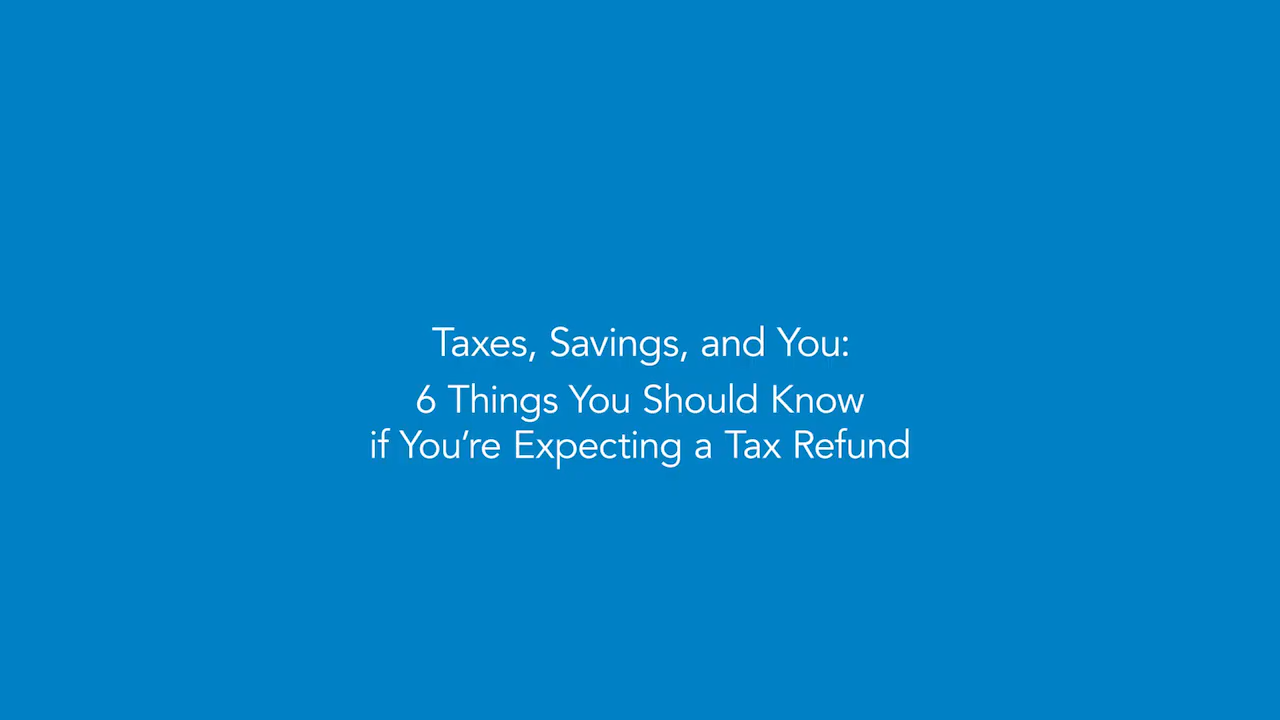 Taxes, Savings, and You:
6 Things You Should Know
if You’re Expecting a Tax Refund